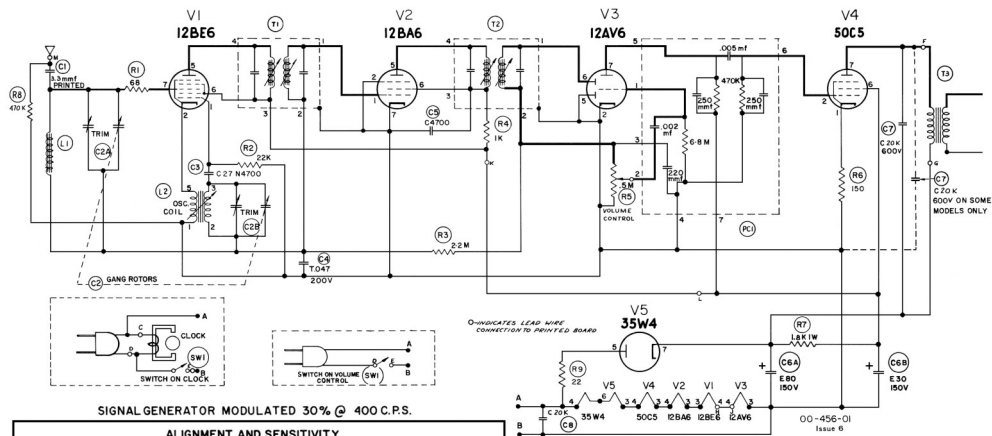 V1
12BE6
V2
12BA6
V3
12AV6
V4
50C5
T1
T2
T3
M
C1
3.3mmf
PRINTED
R1
68
R8
470K
L1
TRIM
C2A
C2
GANG ROTORS
R2
22K
C3
C 27 N4700
L2
OSC.
COIL
TRIM
C2B
C4
T.047
200V
R3
2.2 M
C5
C4700
R4
1K
K
.002
mf
6.8 M
220
mmf
.5M
R5
VOLUME
CONTROL
.005 mf
470K
250
mmf
250
mmf
PC1
R6
150
C7
C 20 K
600V
F
G
C7
C 20 K
600V ON SOME
MODELS ONLY
L
O-INDICATES LEAD WIRE
CONNECTION TO PRINTED BOARD
V5
35W4
R7
1.8K 1W
C6A
E80
150V
C6B
E30
150V
R9
22
A
B
C 20K
C8
V5
35W4
V4
50C5
V2
12BA6
V1
12BE6
V3
12AV6
00-456-01
Issue 6
C
CLOCK
SW1
SWITCH ON CLOCK
A
B
D
E
SWITCH ON VOLUME
CONTROL
SW1
A
B
SIGNAL GENERATOR MODULATED 30% @ 400 C.P.S.
ALIGNMENT AND SENSITIVITY